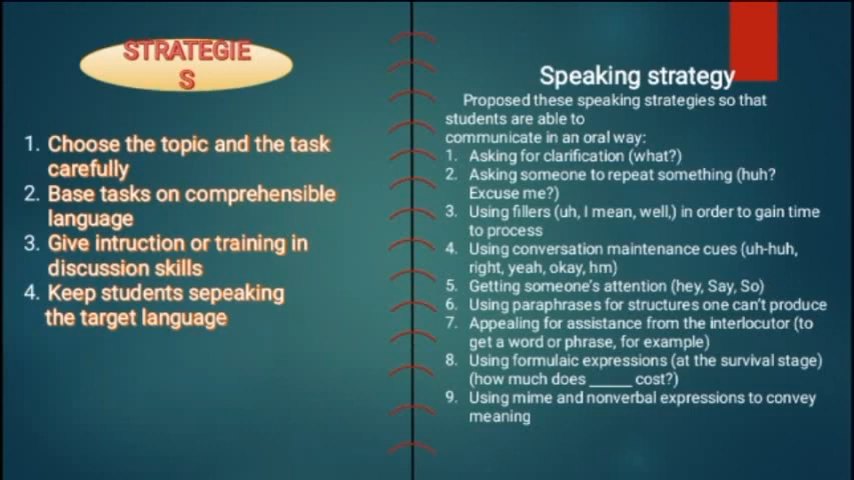 STRATEGIE
S
1. Choose the topic and the task
carefully
2. Base tasks on comprehensible
language
3. Give intruction or training in
discussion skills
4. Keep students sepeaking
the target language
Speaking strategy
Proposed these speaking strategies so that
students are able to
communicate in an oral way:
1. Asking for clarification (what?)
2. Asking someone to repeat something (huh?
Excuse me?)
3. Using fillers (uh, I mean, well,) in order to gain time
to process
4. Using conversation maintenance cues (uh-huh,
right, yeah, okay, hm)
5. Getting someone's attention (hey, Say, So)
6. Using paraphrases for structures one can't produce
7. Appealing for assistance from the interlocutor (to
get a word or phrase, for example)
8. Using formulaic expressions (at the survival stage)
(how much does _____ cost?)
9. Using mime and nonverbal expressions to convey
meaning